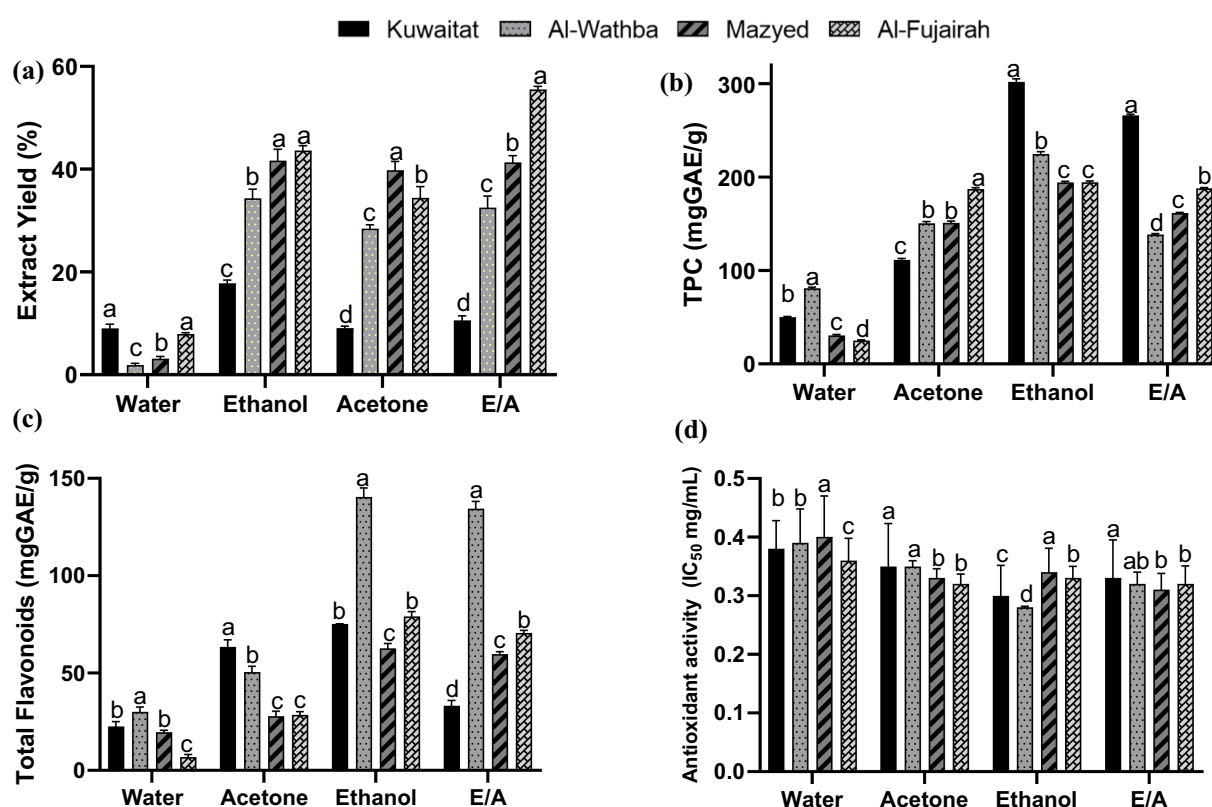 Kuwaitat Al-Wathba Mazyed Al-Fujairah
(a)
Extract Yield (%)
60
40
20
0
a c b a
c b a a
d c a b
d c b a
Water Ethanol Acetone E/A
(b)
TPC (mgGAE/g)
300
200
100
0
b a c d
c b b a
a b c c
a d c b
Water Acetone Ethanol E/A
(c)
Total Flavonoids (mgGAE/g)
150
100
50
0
b a b c
a b c c
b a c b
d a c b
Water Acetone Ethanol E/A
(d)
Antioxidant activity (IC50 mg/mL)
0.5
0.4
0.3
0.2
0.1
0.0
b b a c
a a b b
c d a b
a ab b b
Water Acetone Ethanol E/A